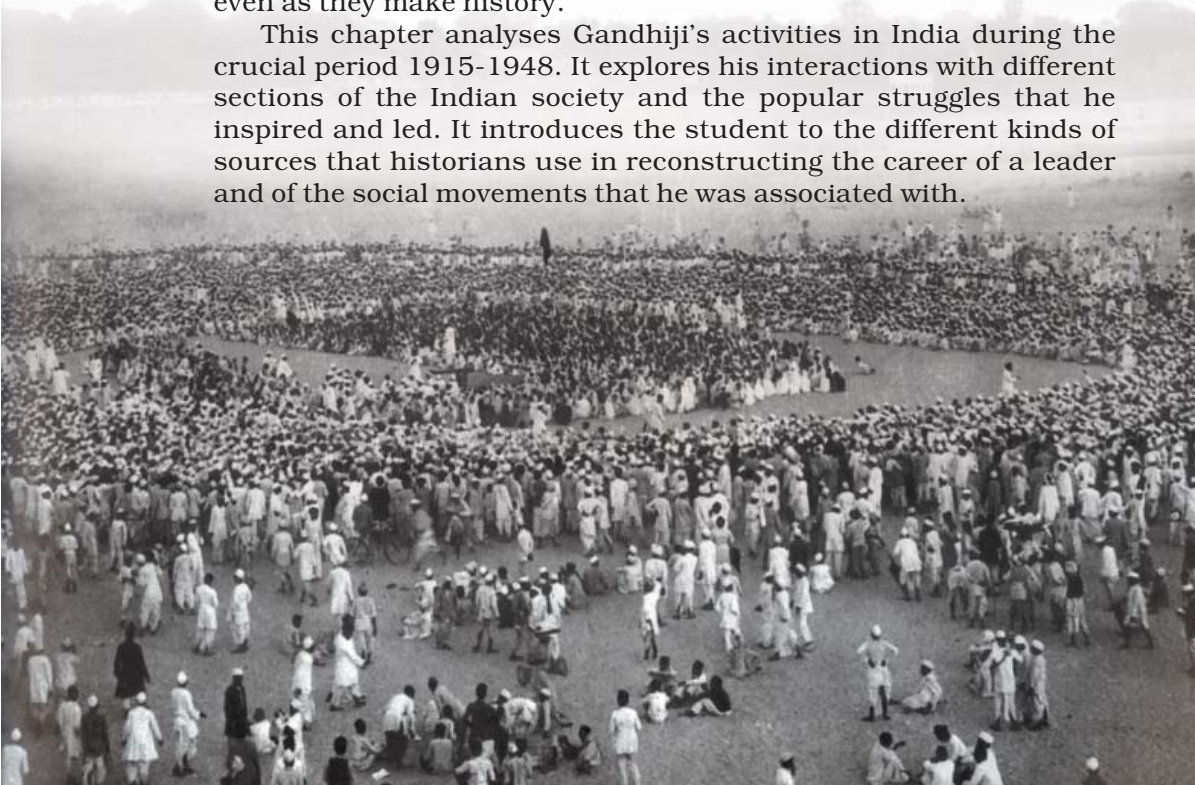 even as they make history.
This chapter analyses Gandhiji’s activities in India during the
crucial period 1915-1948. It explores his interactions with different
sections of the Indian society and the popular struggles that he
inspired and led. It introduces the student to the different kinds of
sources that historians use in reconstructing the career of a leader
and of the social movements that he was associated with.